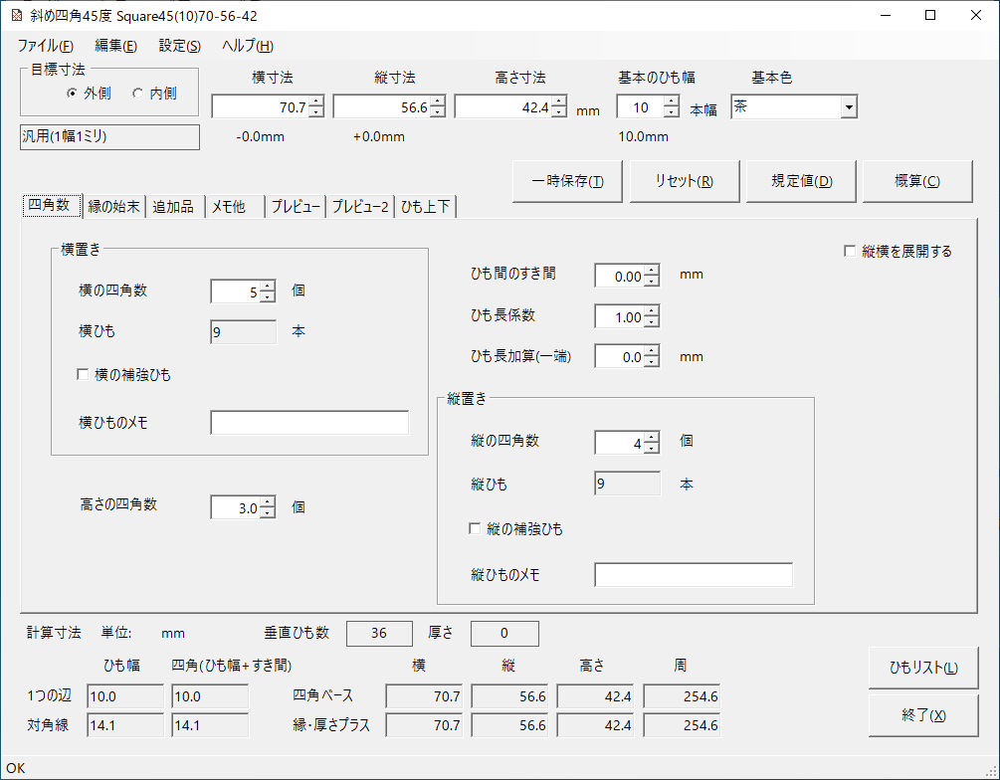 斜め四角45度 Square45(10)70-56-42
ファイル(F) 編集(E) 設定(S) ヘルプ(H)
目標寸法
外側 内側
横寸法 縦寸法 高さ寸法 基本のひも幅 基本色
70.7 56.6 42.4 mm 10 本幅 茶
汎用(1幅1ミリ) -0.0mm +0.0mm 10.0mm
一時保存(T) リセット(R) 規定値(D) 概算(C)
四角数 縁の始末 追加品 メモ他 プレビュー プレビュー2 ひも上下
横置き
横の四角数 5 個
横ひも 9 本
横の補強ひも
横ひものメモ
高さの四角数 3.0 個
ひも間のすき間 0.00 mm
ひも長係数 1.00
ひも長加算(一端) 0.0 mm
縦横を展開する
縦置き
縦の四角数 4 個
縦ひも 9 本
縦の補強ひも
縦ひものメモ
計算寸法 単位: mm 垂直ひも数 36 厚さ 0
ひも幅 四角(ひも幅+すき間) 横 縦 高さ 周
1つの辺 10.0 10.0 四角ベース 70.7 56.6 42.4 254.6
対角線 14.1 14.1 縁・厚さプラス 70.7 56.6 42.4 254.6
ひもリスト(L)
終了(X)
OK